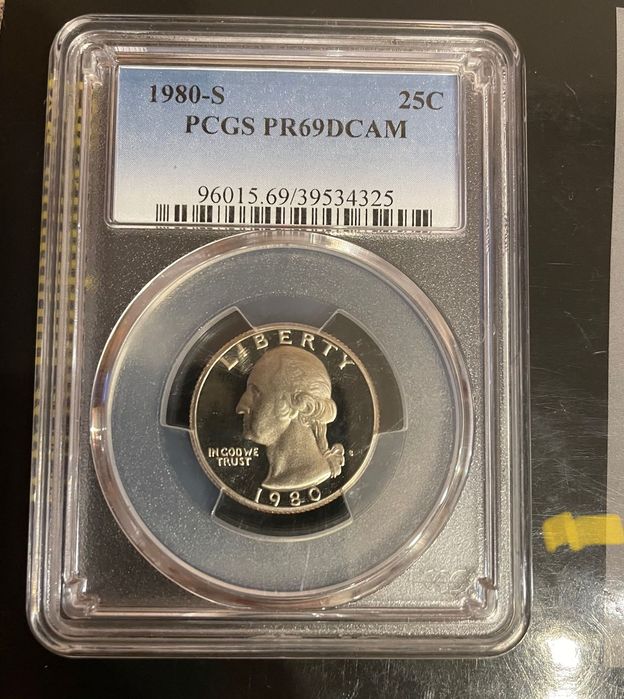 1980-S 25C
PCGS PR69DCAM
96015.69/39534325
LIBERTY
IN GOD WE
TRUST
S
1980